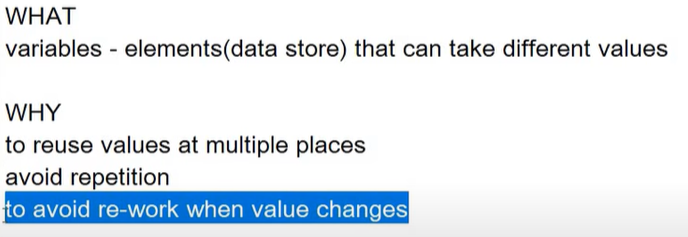 WHAT
variables - elements(data store) that can take different values
WHY
to reuse values at multiple places
avoid repetition
to avoid re-work when value changes